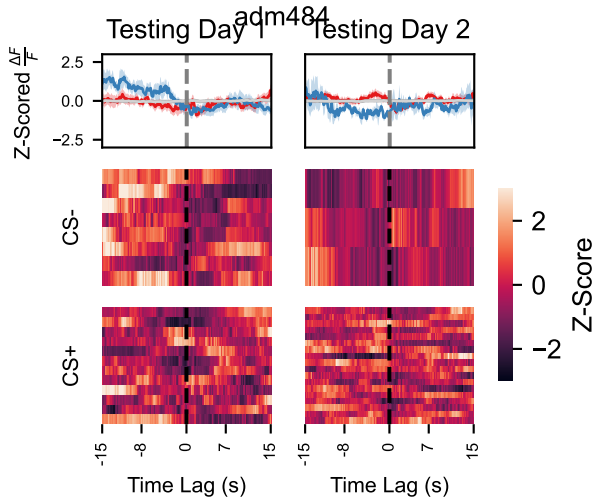 adm484
Testing Day 1
Testing Day 2
Z-Scored ΔF/F
2.5
0.0
−2.5
CS-
CS+
-15
-8
0
7
15
-15
-8
0
7
15
Time Lag (s)
Time Lag (s)
2
0
−2
Z-Score